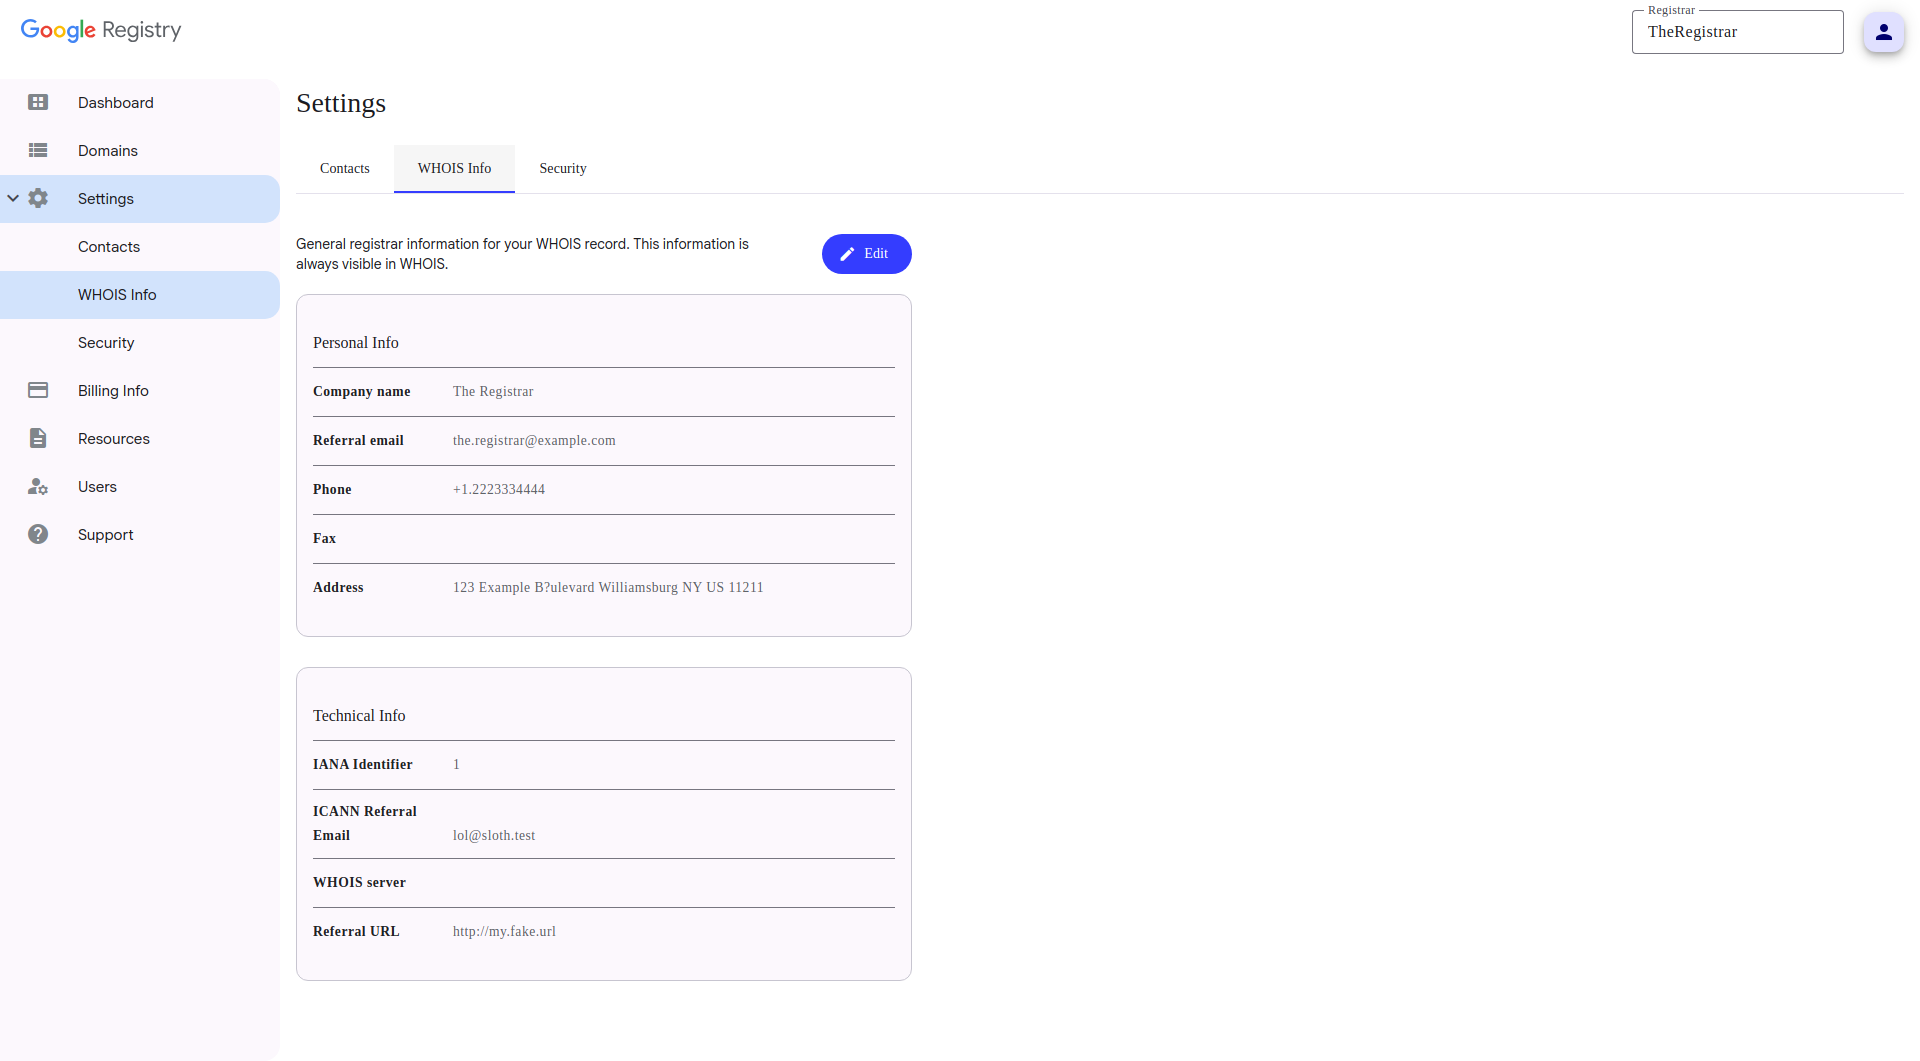 Google Registry
Registrar
TheRegistrar
Dashboard
Domains
Settings
Contacts
WHOIS Info
Security
Billing Info
Resources
Users
Support
Settings
Contacts WHOIS Info Security
General registrar information for your WHOIS record. This information is
always visible in WHOIS.
Edit
Personal Info
Company name The Registrar
Referral email the.registrar@example.com
Phone +1.2223334444
Fax
Address 123 Example B?ulevard Williamsburg NY US 11211
Technical Info
IANA Identifier 1
ICANN Referral
Email lol@sloth.test
WHOIS server
Referral URL http://my.fake.url